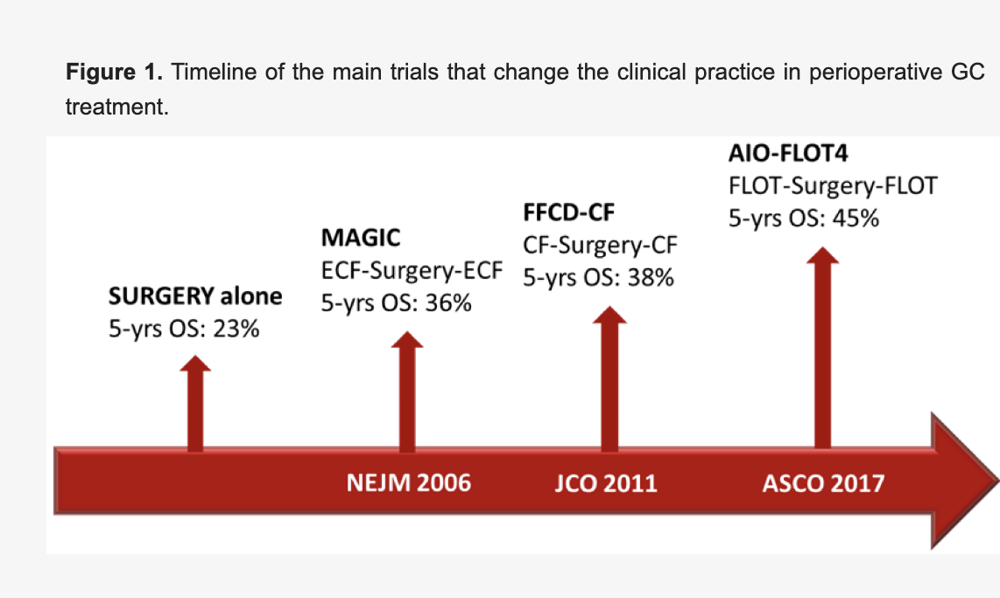 Figure 1. Timeline of the main trials that change the clinical practice in perioperative GC
treatment.
SURGERY alone
5-yrs OS: 23%
MAGIC
ECF-Surgery-ECF
5-yrs OS: 36%
FFCD-CF
CF-Surgery-CF
5-yrs OS: 38%
AIO-FLOT4
FLOT-Surgery-FLOT
5-yrs OS: 45%
NEJM 2006
JCO 2011
ASCO 2017